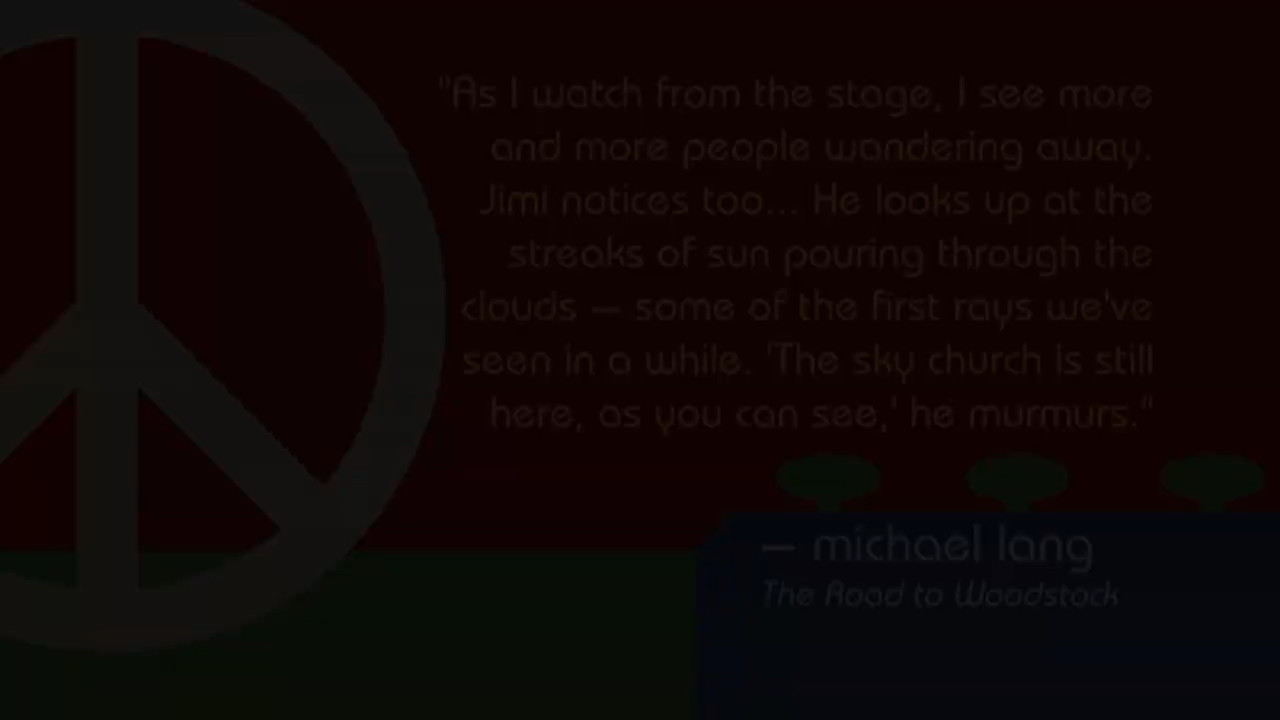 "As I watch from the stage, I see more
and more people wandering away.
Jimi notices too... He looks up at the
streaks of sun pouring through the
clouds — some of the first rays we've
seen in a while. 'The sky church is still
here, as you can see,' he murmurs."
— michael lang
The Road to Woodstock